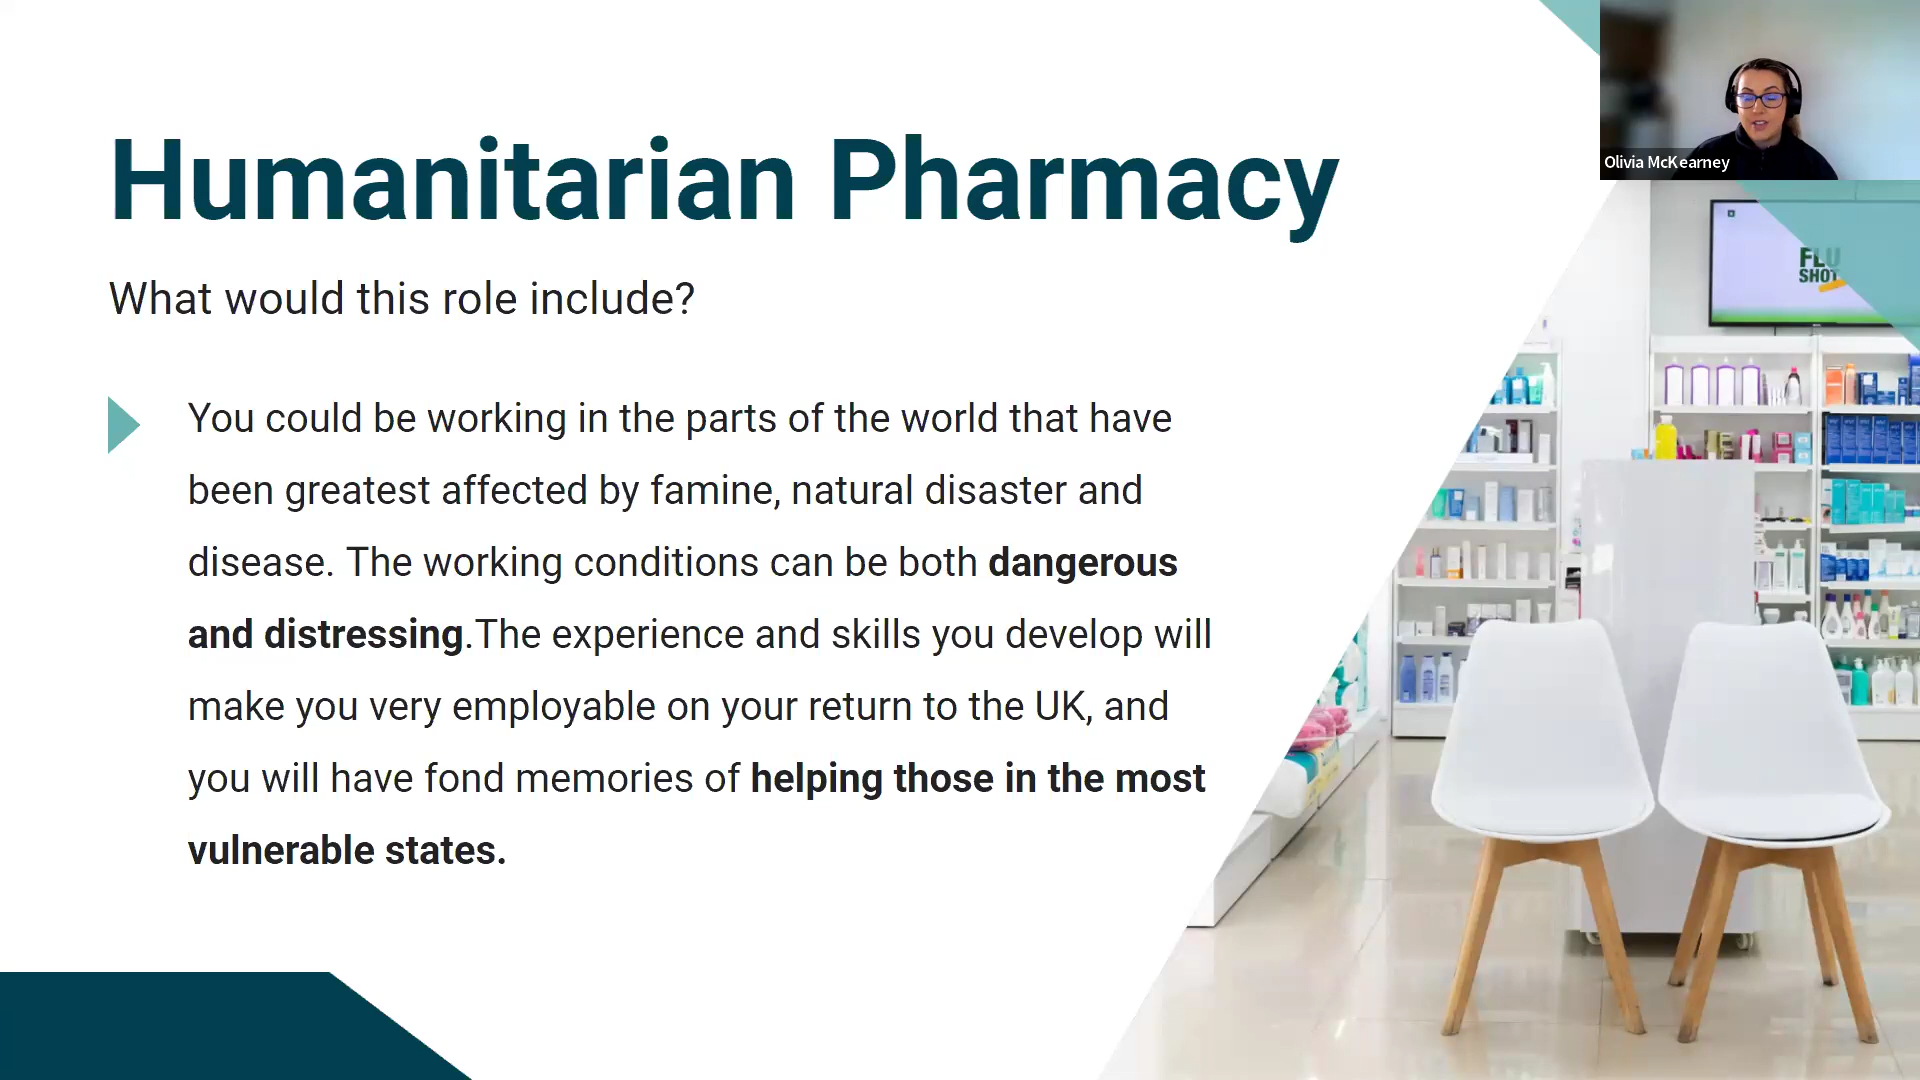 Humanitarian Pharmacy
What would this role include?
You could be working in the parts of the world that have
been greatest affected by famine, natural disaster and
disease. The working conditions can be both dangerous
and distressing.The experience and skills you develop will
make you very employable on your return to the UK, and
you will have fond memories of helping those in the most
vulnerable states.
Olivia McKearney
FLU
SHOT